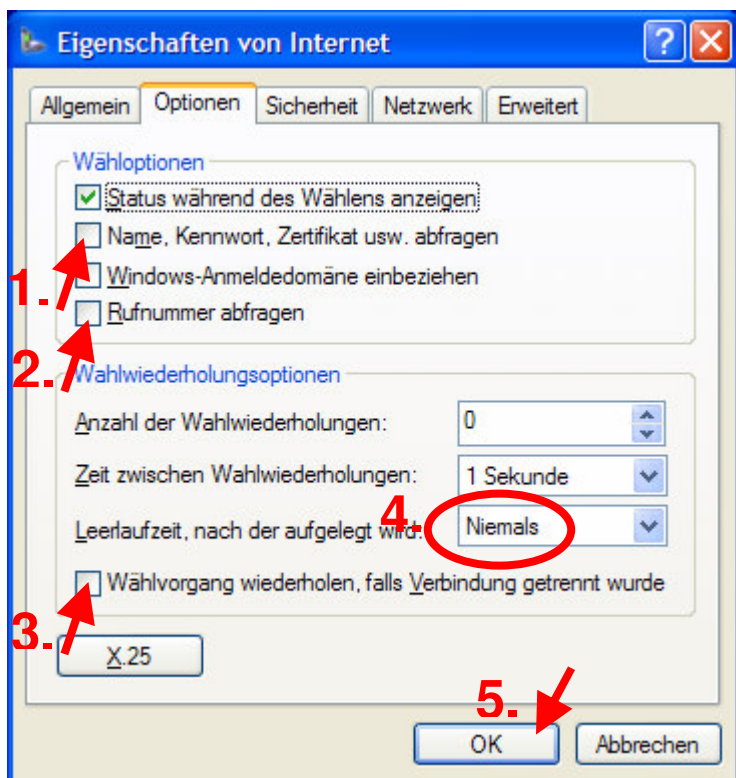 Eigenschaften von Internet
Allgemein Optionen Sicherheit Netzwerk Erweitert
Wähloptionen
Status während des Wählens anzeigen
Name, Kennwort, Zertifikat usw. abfragen
1.
Windows-Anmeldedomäne einbeziehen
Rufnummer abfragen
2.
Wahlwiederholungsoptionen
Anzahl der Wahlwiederholungen: 0
Zeit zwischen Wahlwiederholungen: 1 Sekunde
Leerlaufzeit, nach der aufgelegt wird: 4. Niemals
Wählvorgang wiederholen, falls Verbindung getrennt wurde
3.
X.25
5.
OK Abbrechen